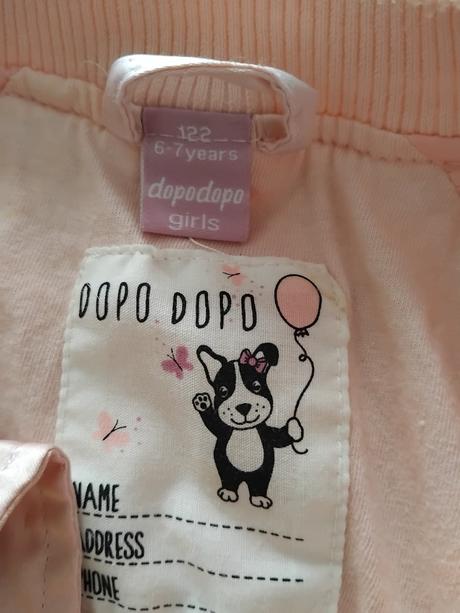 122
6-7years
dopodopo
girls
DOPO DOPO
NAME
ADDRESS
PHONE